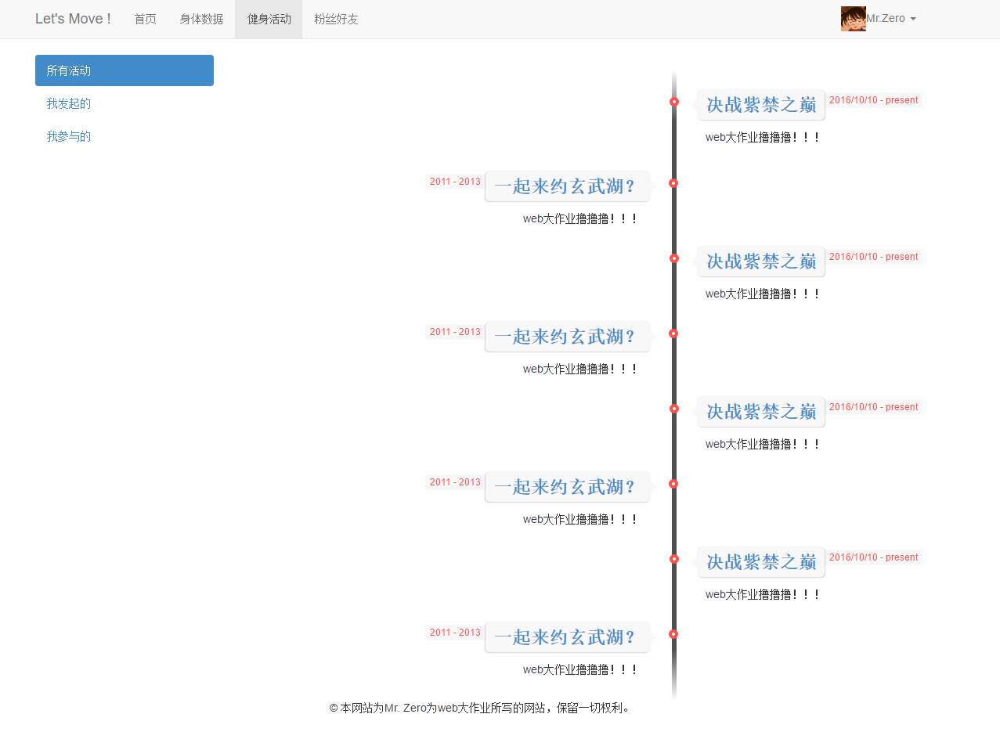 Let's Move ! 首页 身体数据 健身活动 粉丝好友 Mr.Zero
所有活动
我发起的
我参与的
决战紫禁之巅 2016/10/10 - present
web大作业撸撸撸！！！
2011 - 2013 一起来约玄武湖？
web大作业撸撸撸！！！
决战紫禁之巅 2016/10/10 - present
web大作业撸撸撸！！！
2011 - 2013 一起来约玄武湖？
web大作业撸撸撸！！！
决战紫禁之巅 2016/10/10 - present
web大作业撸撸撸！！！
2011 - 2013 一起来约玄武湖？
web大作业撸撸撸！！！
决战紫禁之巅 2016/10/10 - present
web大作业撸撸撸！！！
2011 - 2013 一起来约玄武湖？
web大作业撸撸撸！！！
© 本网站为Mr. Zero为web大作业所写的网站，保留一切权利。